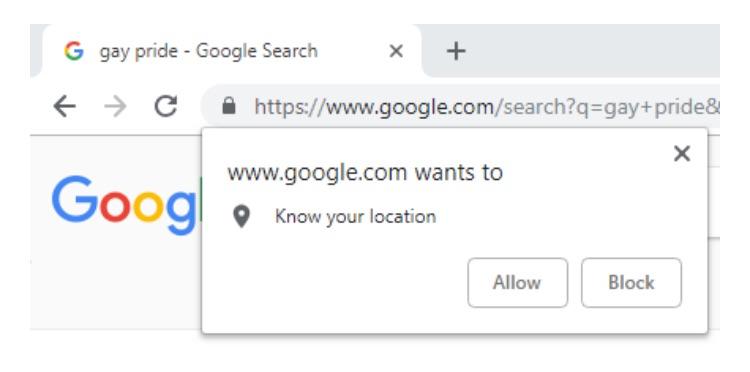 gay pride - Google Search
https://www.google.com/search?q=gay+pride&
Goog
www.google.com wants to
Know your location
Allow Block